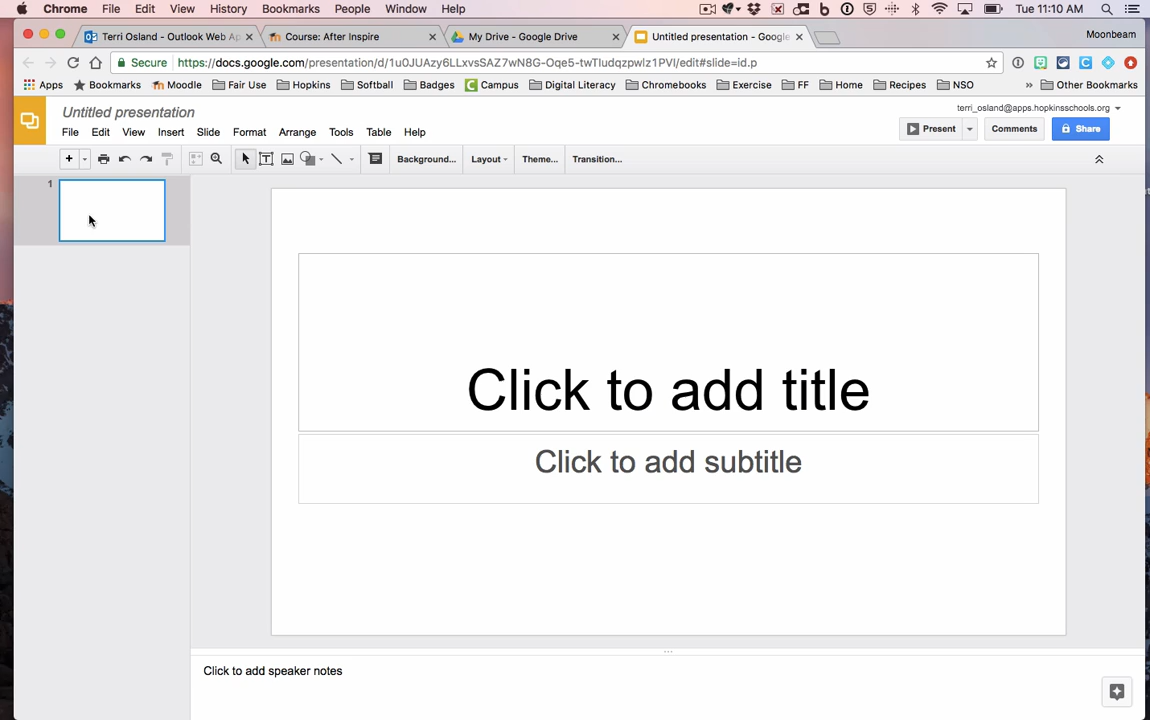 Chrome File Edit View History Bookmarks People Window Help Tue 11:10 AM
Terri Osland - Outlook Web Ap Course: After Inspire My Drive - Google Drive Untitled presentation - Google Moonbeam
Secure https://docs.google.com/presentation/d/1u0JUAzy6LLxvsSAZ7wN8G-Oqe5-twTIudqzpwlz1PVI/edit#slide=id.p
Apps Bookmarks Moodle Fair Use Hopkins Softball Badges Campus Digital Literacy Chromebooks Exercise FF Home Recipes NSO » Other Bookmarks
Untitled presentation terri_osland@apps.hopkinsschools.org
File Edit View Insert Slide Format Arrange Tools Table Help Present Comments Share
Background... Layout Theme... Transition...
1
Click to add title
Click to add subtitle
Click to add speaker notes